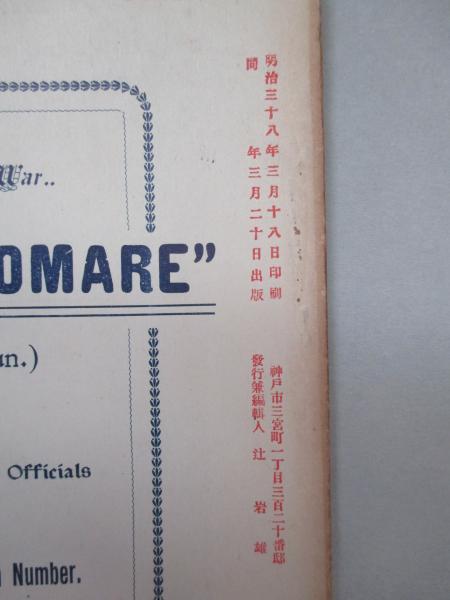 War..
OMARE”
un.)
Officials
n Number.
明治三十八年三月十八日印刷
同年三月二十日出版
神戸市三宮町一丁目三百二十番邸
發行兼編輯人 辻岩雄